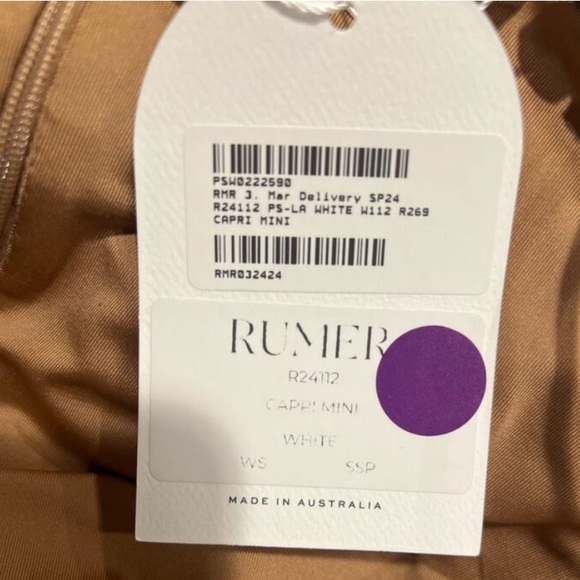 PSW0222590
RMR 3. Mar Delivery SP24
R24112 PS-LA WHITE W112 R269
CAPRI MINI
RMR032424
RUMER
R24112
CAPRI MINI
WHITE
WS SSP
MADE IN AUSTRALIA